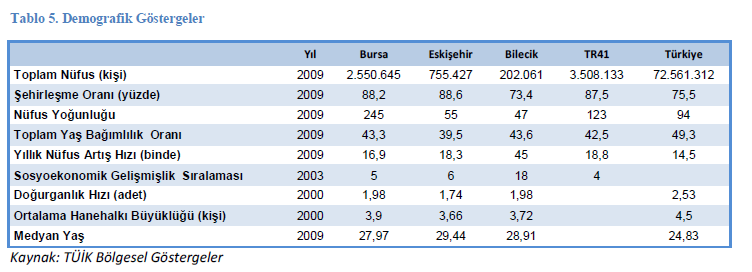 Tablo 5. Demografik Göstergeler
Yıl Bursa Eskişehir Bilecik TR41 Türkiye
Toplam Nüfus (kişi) 2009 2.550.645 755.427 202.061 3.508.133 72.561.312
Şehirleşme Oranı (yüzde) 2009 88,2 88,6 73,4 87,5 75,5
Nüfus Yoğunluğu 2009 245 55 47 123 94
Toplam Yaş Bağımlılık Oranı 2009 43,3 39,5 43,6 42,5 49,3
Yıllık Nüfus Artış Hızı (binde) 2009 16,9 18,3 45 18,8 14,5
Sosyoekonomik Gelişmişlik Sıralaması 2003 5 6 18 4
Doğurganlık Hızı (adet) 2000 1,98 1,74 1,98 2,53
Ortalama Hanehalkı Büyüklüğü (kişi) 2000 3,9 3,66 3,72 4,5
Medyan Yaş 2009 27,97 29,44 28,91 24,83
Kaynak: TÜİK Bölgesel Göstergeler